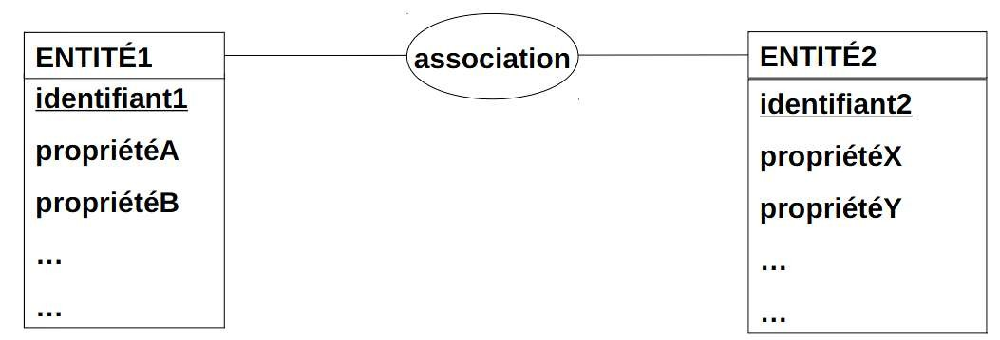 ENTITÉ1
identifiant1
propriétéA
propriétéB
...
...
association
ENTITÉ2
identifiant2
propriétéX
propriétéY
...
...